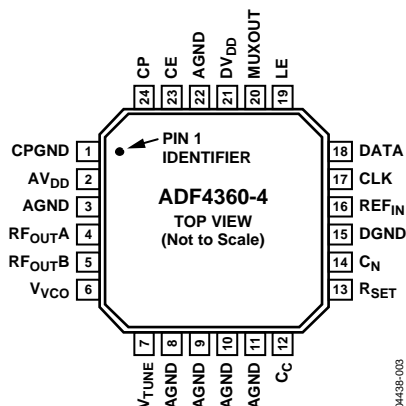 CP
CE
AGND
DVDD
MUXOUT
LE
24
23
22
21
20
19
CPGND 1
AVDD 2
AGND 3
RFOUTA 4
RFOUTB 5
VVCO 6
PIN 1
IDENTIFIER
ADF4360-4
TOP VIEW
(Not to Scale)
18 DATA
17 CLK
16 REFIN
15 DGND
14 CN
13 RSET
7
8
9
10
11
12
VTUNE
AGND
AGND
AGND
AGND
CC
04438-003